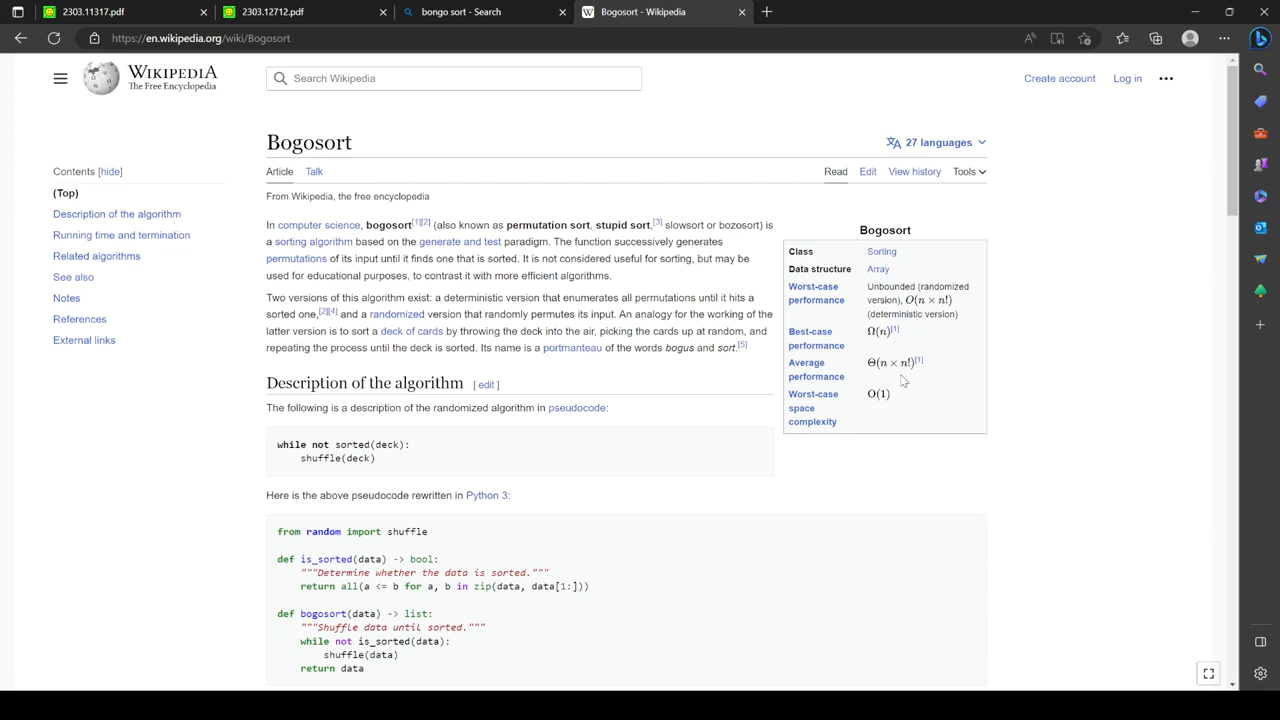 2303.11317.pdf
2303.12712.pdf
bongo sort - Search
Bogosort - Wikipedia
https://en.wikipedia.org/wiki/Bogosort
WIKIPEDIA
The Free Encyclopedia
Search Wikipedia
Create account
Log in
Bogosort
27 languages
Contents [hide]
(Top)
Description of the algorithm
Running time and termination
Related algorithms
See also
Notes
References
External links
Article Talk
Read Edit View history Tools
From Wikipedia, the free encyclopedia
In computer science, bogosort[1][2] (also known as permutation sort, stupid sort,[3] slowsort or bozosort) is
a sorting algorithm based on the generate and test paradigm. The function successively generates
permutations of its input until it finds one that is sorted. It is not considered useful for sorting, but may be
used for educational purposes, to contrast it with more efficient algorithms.
Two versions of this algorithm exist: a deterministic version that enumerates all permutations until it hits a
sorted one,[2][4] and a randomized version that randomly permutes its input. An analogy for the working of the
latter version is to sort a deck of cards by throwing the deck into the air, picking the cards up at random, and
repeating the process until the deck is sorted. Its name is a portmanteau of the words bogus and sort.[5]
Bogosort
Class Sorting
Data structure Array
Worst-case Unbounded (randomized
performance version), O(n × n!)
(deterministic version)
Best-case Ω(n)[1]
performance
Average Θ(n × n!)[1]
performance
Worst-case O(1)
space
complexity
Description of the algorithm [ edit ]
The following is a description of the randomized algorithm in pseudocode:
while not sorted(deck):
    shuffle(deck)
Here is the above pseudocode rewritten in Python 3:
from random import shuffle
def is_sorted(data) -> bool:
    """Determine whether the data is sorted."""
    return all(a <= b for a, b in zip(data, data[1:]))
def bogosort(data) -> list:
    """Shuffle data until sorted."""
    while not is_sorted(data):
        shuffle(data)
    return data